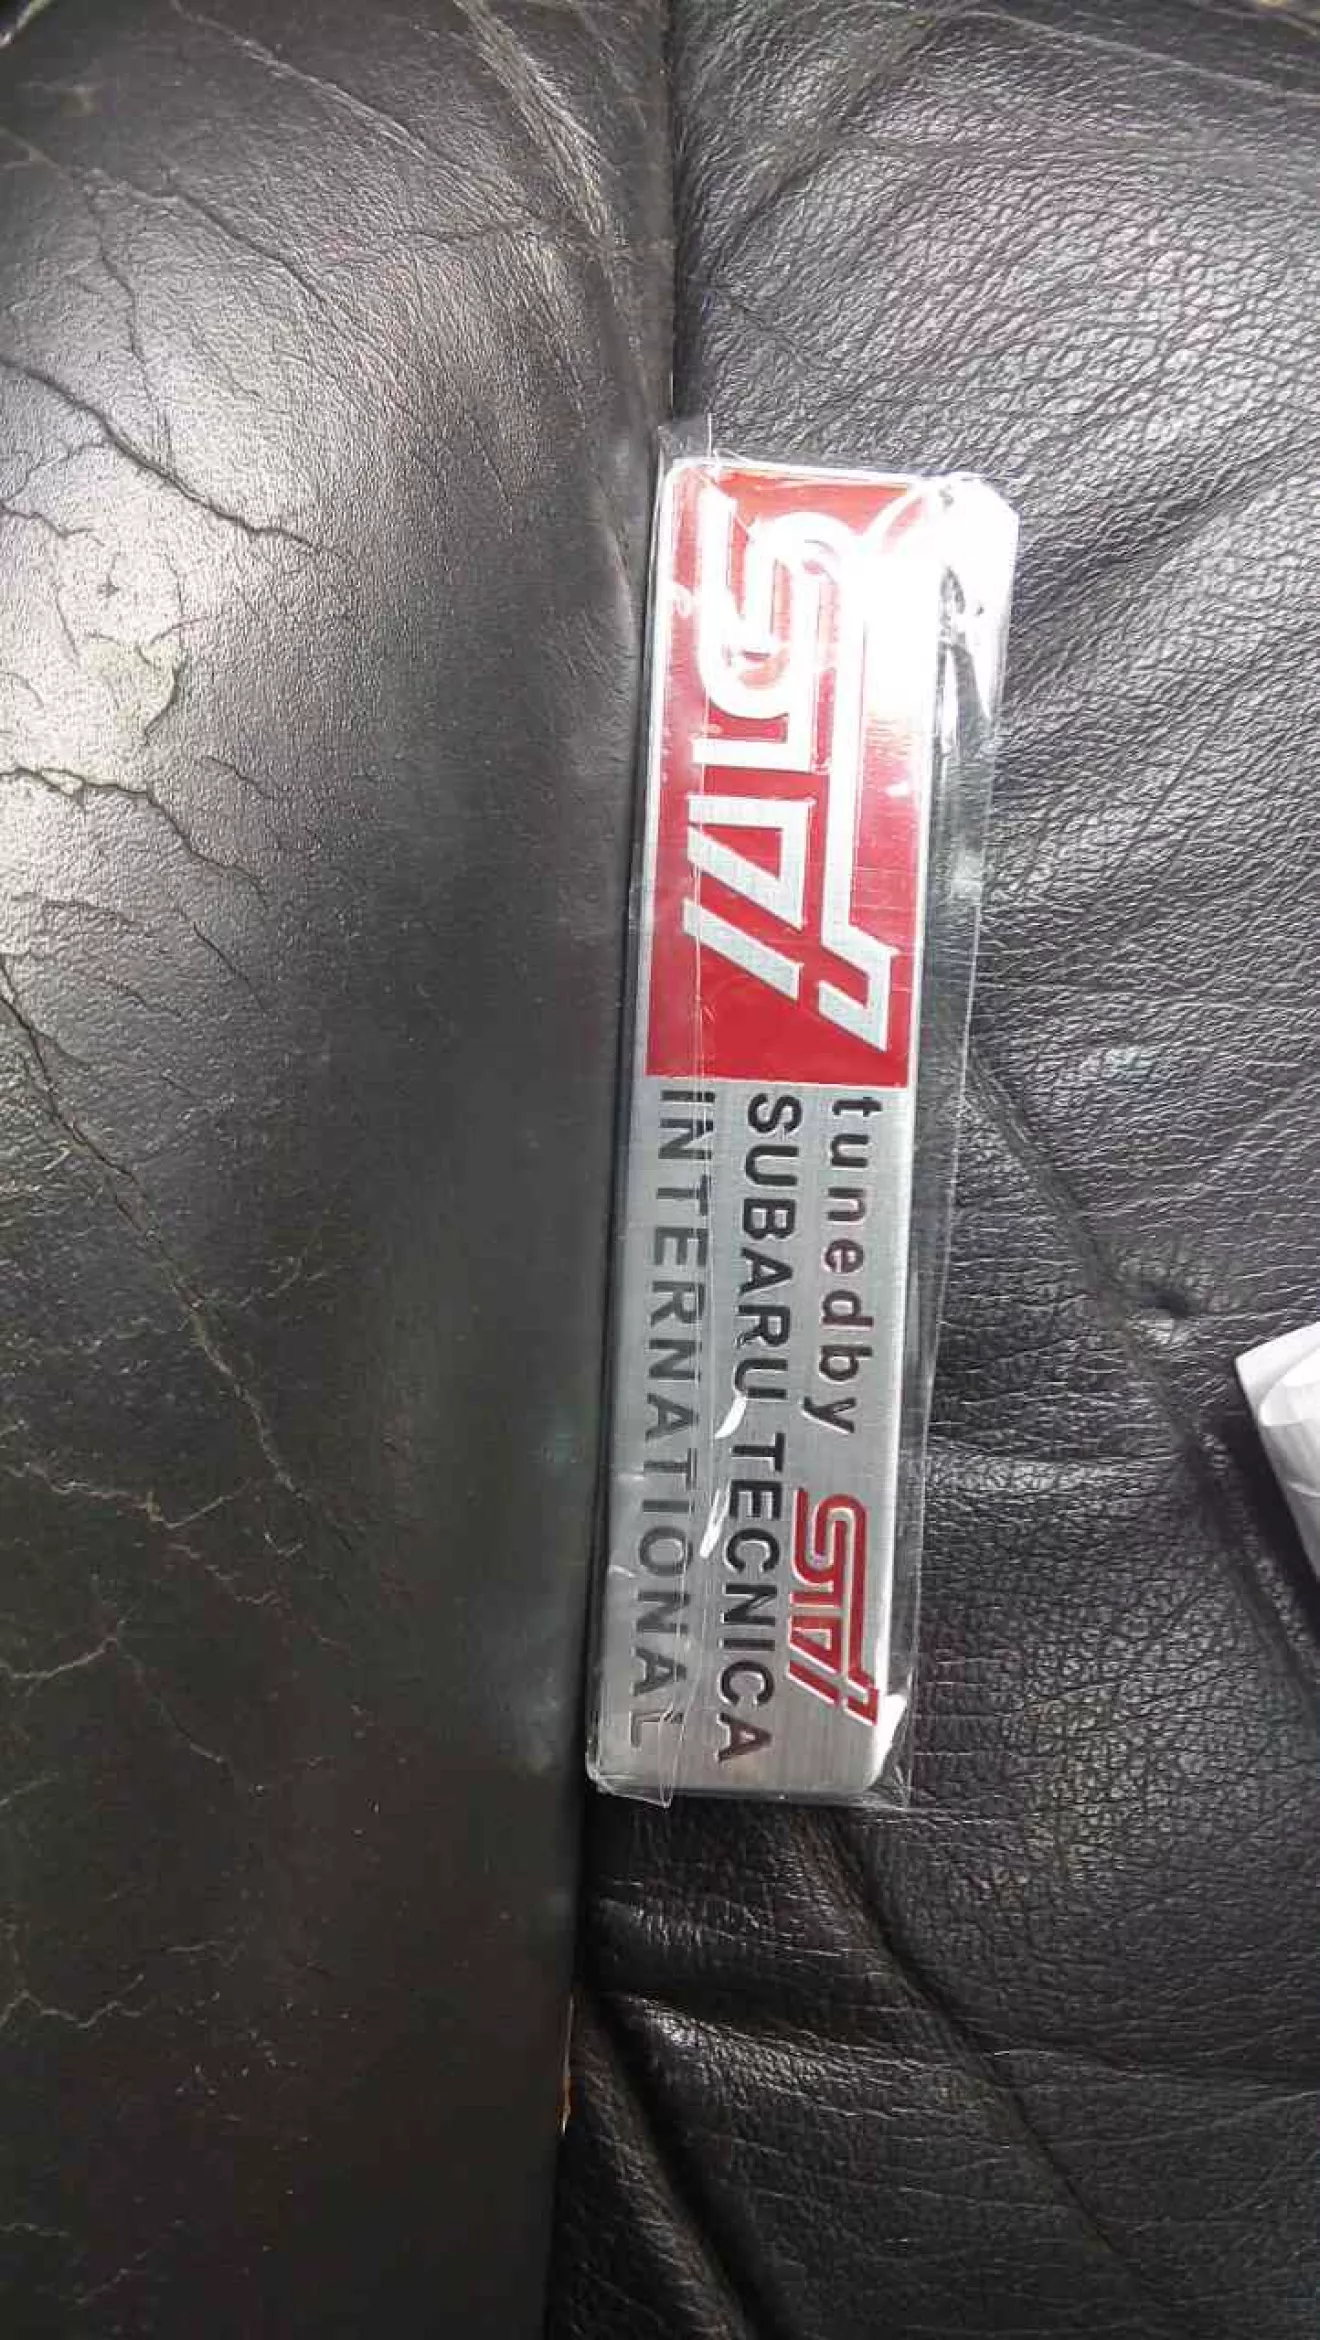 STI
tuned by STI
SUBARU TECNICA
INTERNATIONAL